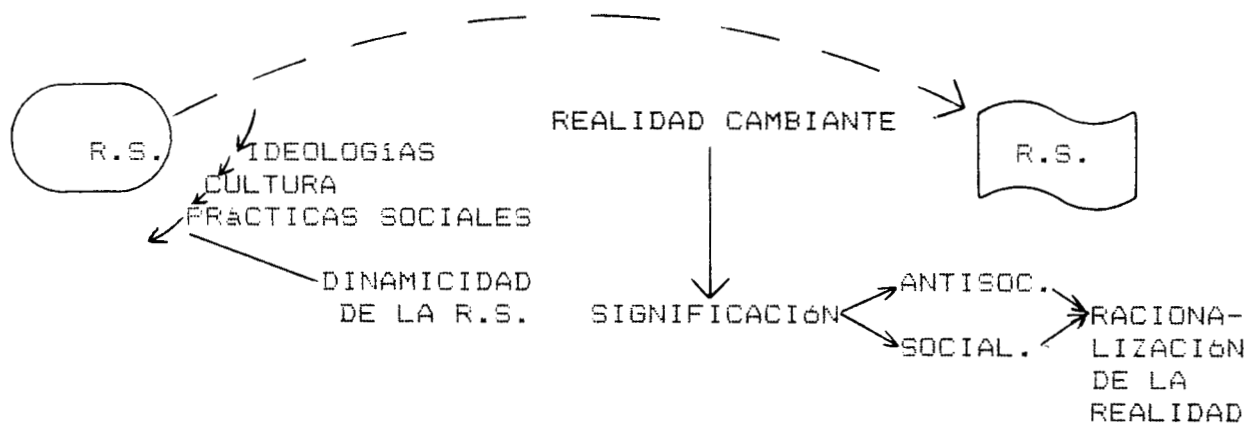 REALIDAD CAMBIANTE
R.S.
R.S.
IDEOLOGíAS
CULTURA
PRáCTICAS SOCIALES
DINAMICIDAD
DE LA R.S.
SIGNIFICACIóN
ANTISOC.
SOCIAL.
RACIONA-
LIZACIóN
DE LA
REALIDAD